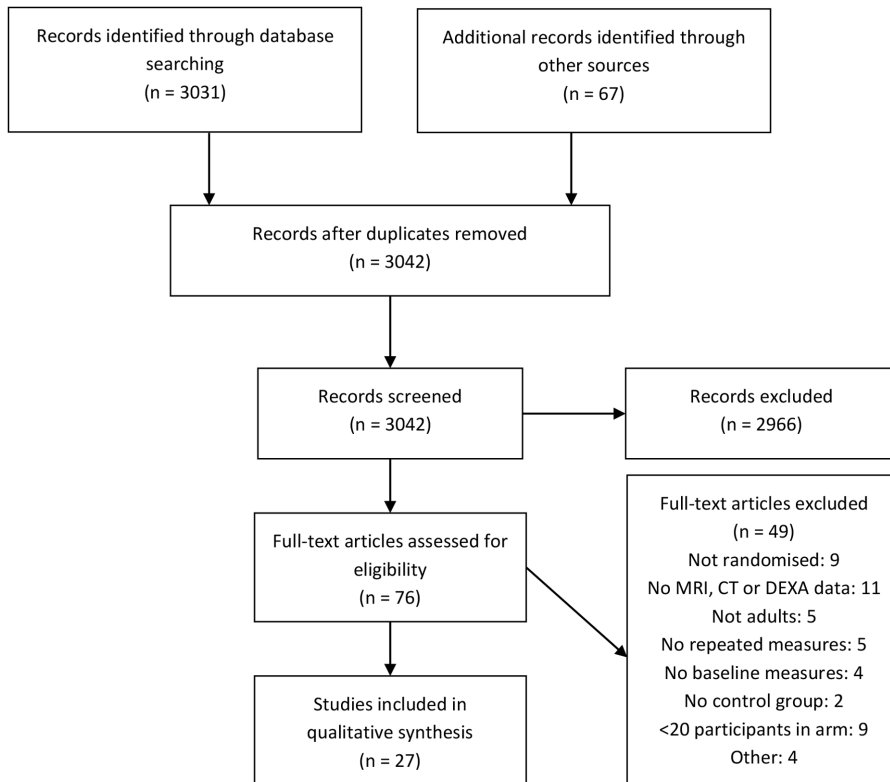 Records identified through database
searching
(n = 3031)
Additional records identified through
other sources
(n = 67)
Records after duplicates removed
(n = 3042)
Records screened
(n = 3042)
Records excluded
(n = 2966)
Full-text articles assessed for
eligibility
(n = 76)
Full-text articles excluded
(n = 49)
Not randomised: 9
No MRI, CT or DEXA data: 11
Not adults: 5
No repeated measures: 5
No baseline measures: 4
No control group: 2
<20 participants in arm: 9
Other: 4
Studies included in
qualitative synthesis
(n = 27)